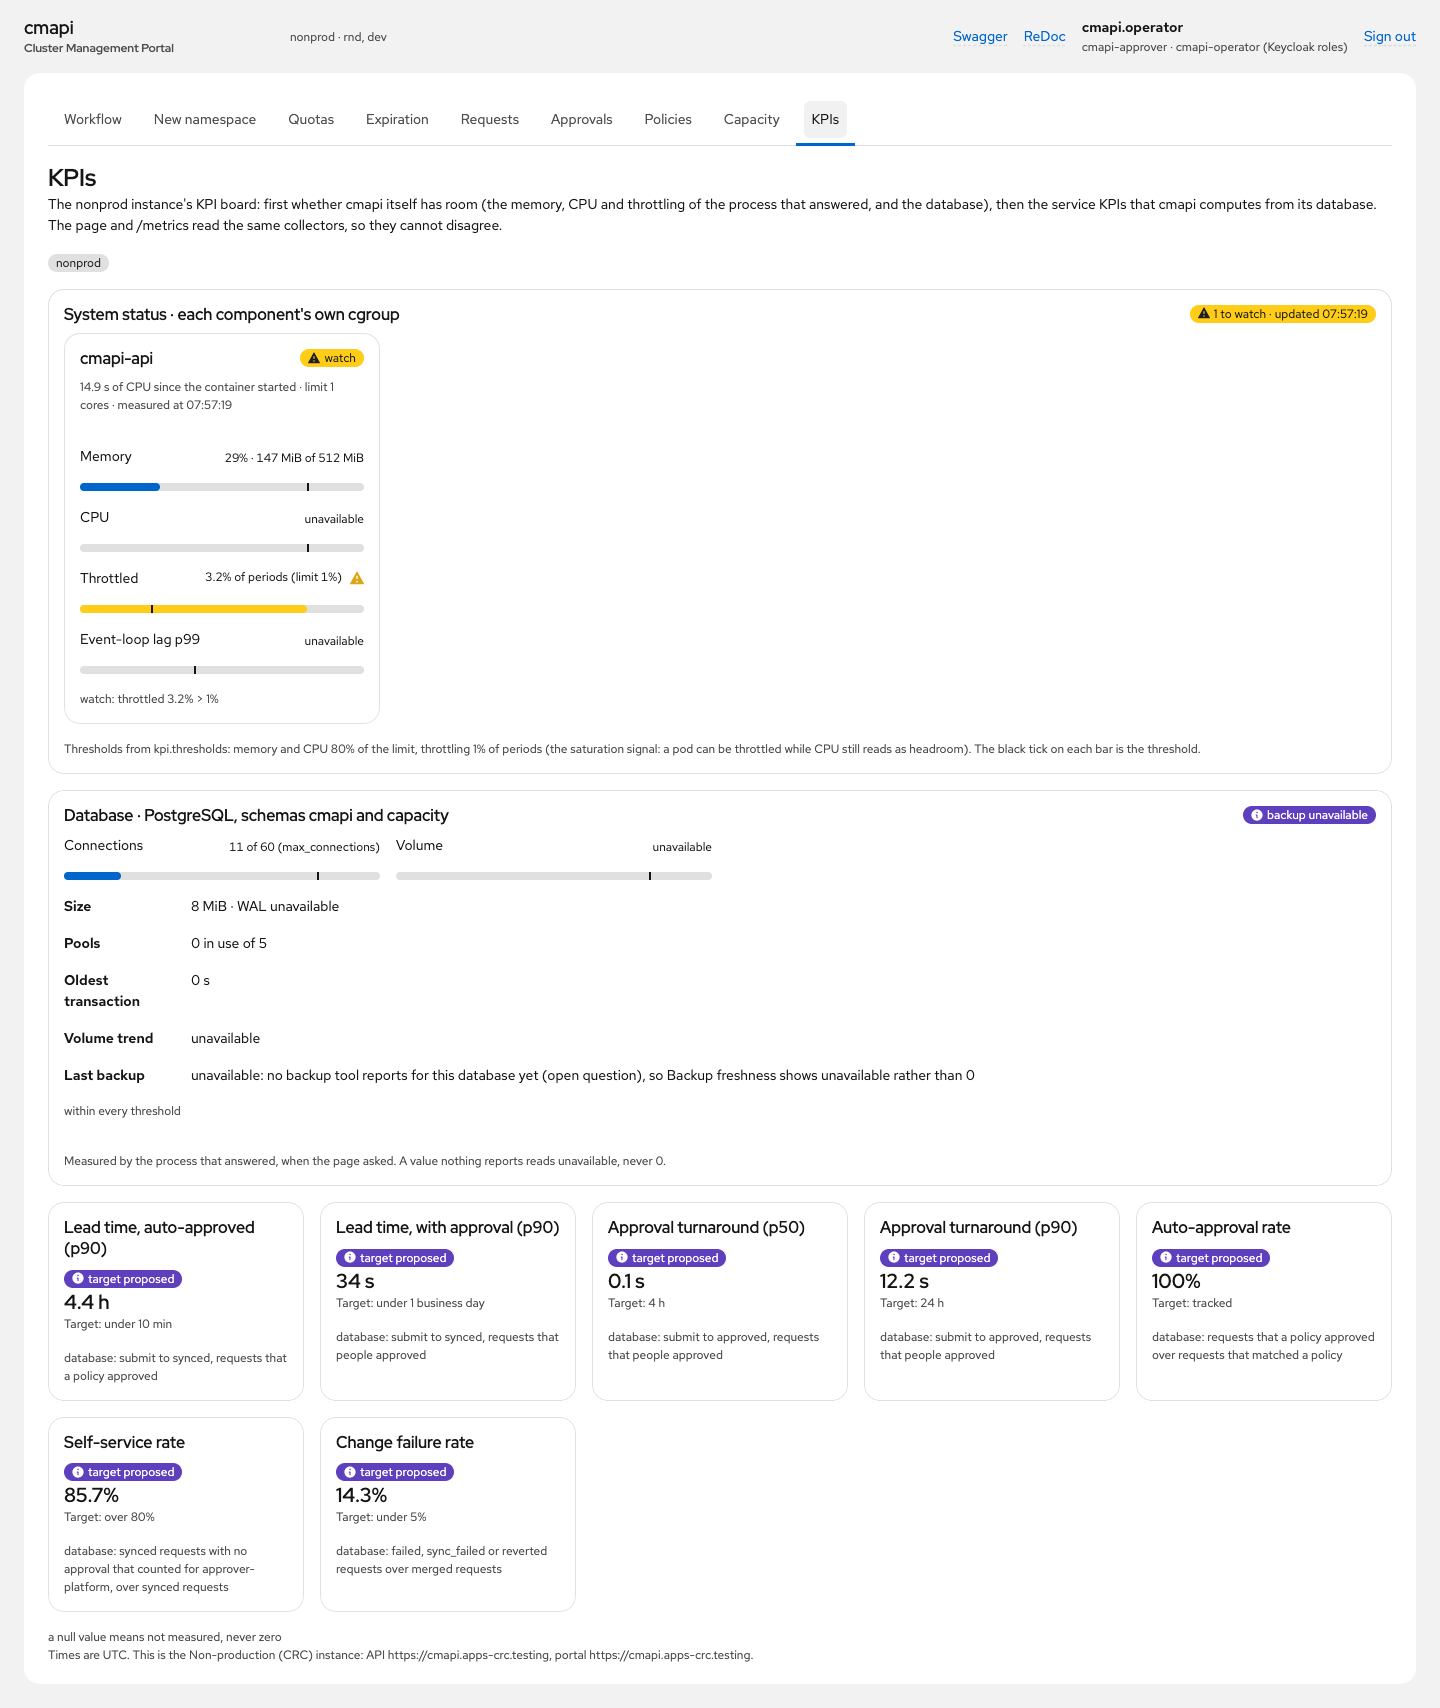 cmapi
Cluster Management Portal
nonprod · rnd, dev
Swagger
ReDoc
cmapi.operator
cmapi-approver · cmapi-operator (Keycloak roles)
Sign out
Workflow
New namespace
Quotas
Expiration
Requests
Approvals
Policies
Capacity
KPIs
KPIs
The nonprod instance's KPI board: first whether cmapi itself has room (the memory, CPU and throttling of the process that answered, and the database), then the service KPIs that cmapi computes from its database.
The page and /metrics read the same collectors, so they cannot disagree.
nonprod
System status · each component's own cgroup
1 to watch · updated 07:57:19
cmapi-api
watch
14.9 s of CPU since the container started · limit 1
cores · measured at 07:57:19
Memory
29% · 147 MiB of 512 MiB
CPU
unavailable
Throttled
3.2% of periods (limit 1%)
Event-loop lag p99
unavailable
watch: throttled 3.2% > 1%
Thresholds from kpi.thresholds: memory and CPU 80% of the limit, throttling 1% of periods (the saturation signal: a pod can be throttled while CPU still reads as headroom). The black tick on each bar is the threshold.
Database · PostgreSQL, schemas cmapi and capacity
backup unavailable
Connections
11 of 60 (max_connections)
Volume
unavailable
Size
8 MiB · WAL unavailable
Pools
0 in use of 5
Oldest
transaction
0 s
Volume trend
unavailable
Last backup
unavailable: no backup tool reports for this database yet (open question), so Backup freshness shows unavailable rather than 0
within every threshold
Measured by the process that answered, when the page asked. A value nothing reports reads unavailable, never 0.
Lead time, auto-approved
(p90)
target proposed
4.4 h
Target: under 10 min
database: submit to synced, requests that
a policy approved
Lead time, with approval (p90)
target proposed
34 s
Target: under 1 business day
database: submit to synced, requests that
people approved
Approval turnaround (p50)
target proposed
0.1 s
Target: 4 h
database: submit to approved, requests
that people approved
Approval turnaround (p90)
target proposed
12.2 s
Target: 24 h
database: submit to approved, requests
that people approved
Auto-approval rate
target proposed
100%
Target: tracked
database: requests that a policy approved
over requests that matched a policy
Self-service rate
target proposed
85.7%
Target: over 80%
database: synced requests with no
approval that counted for approver-
platform, over synced requests
Change failure rate
target proposed
14.3%
Target: under 5%
database: failed, sync_failed or reverted
requests over merged requests
a null value means not measured, never zero
Times are UTC. This is the Non-production (CRC) instance: API https://cmapi.apps-crc.testing, portal https://cmapi.apps-crc.testing.